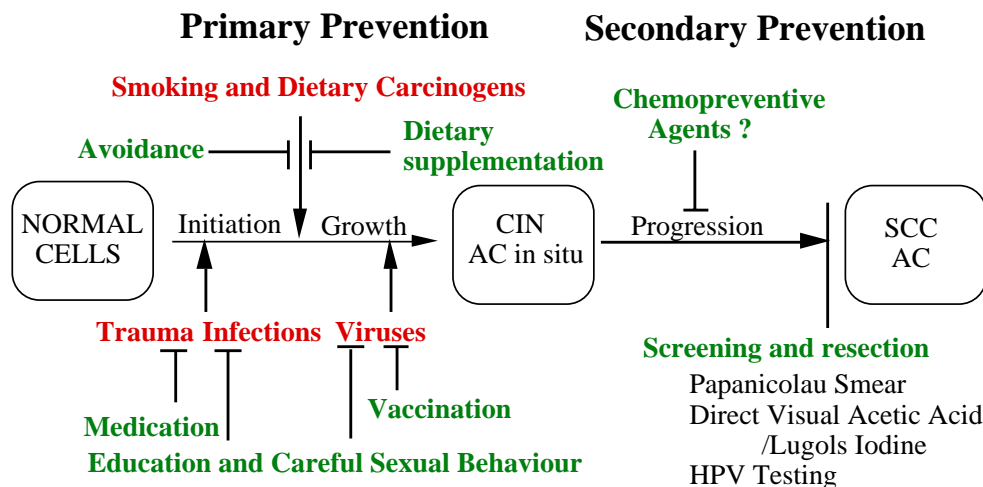 Primary Prevention
Secondary Prevention
Smoking and Dietary Carcinogens
Chemopreventive
Agents ?
Avoidance
Dietary
supplementation
NORMAL
CELLS
Initiation
Growth
CIN
AC in situ
Progression
SCC
AC
Trauma Infections Viruses
Screening and resection
Papanicolau Smear
Direct Visual Acetic Acid
/Lugols Iodine
HPV Testing
Medication
Vaccination
Education and Careful Sexual Behaviour